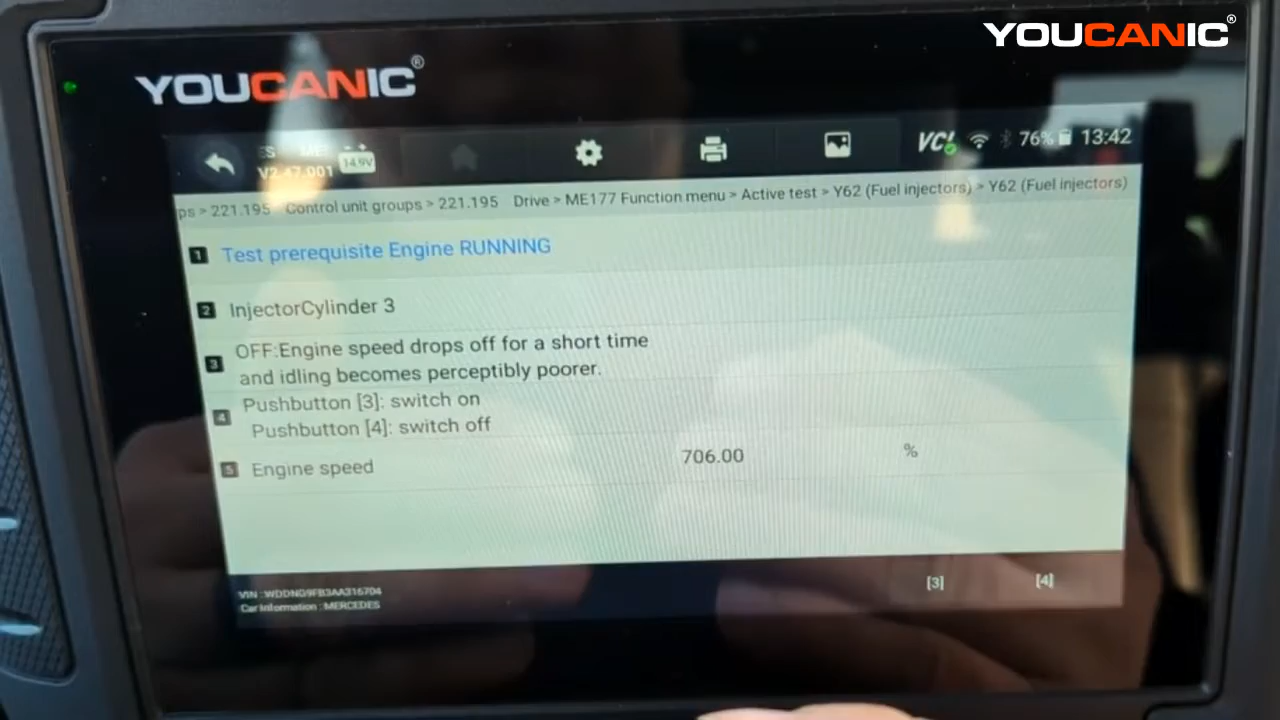 YOUCANIC®
YOUCANIC®
V2.47.001 14.9V VCI 76% 13:42
ps > 221.195 Control unit groups > 221.195 Drive > ME177 Function menu > Active test > Y62 (Fuel injectors) > Y62 (Fuel injectors)
1 Test prerequisite Engine RUNNING
2 InjectorCylinder 3
3 OFF:Engine speed drops off for a short time
and idling becomes perceptibly poorer.
4 Pushbutton [3]: switch on
Pushbutton [4]: switch off
5 Engine speed 706.00 %
[3] [4]
VIN : WDDNG9FB3AA316704
Car Information : MERCEDES